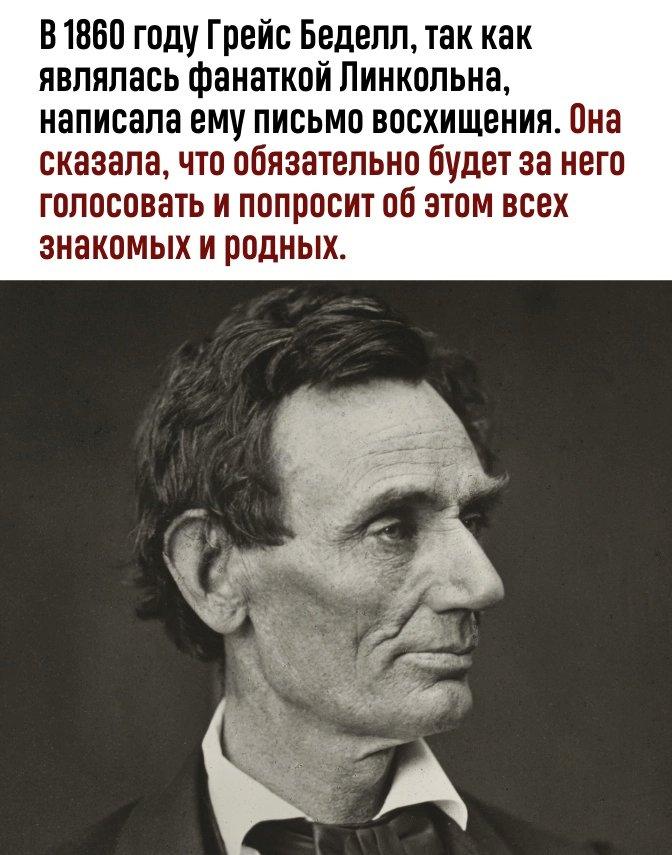 В 1860 году Грейс Беделл, так как
являлась фанаткой Линкольна,
написала ему письмо восхищения. Она
сказала, что обязательно будет за него
голосовать и попросит об этом всех
знакомых и родных.